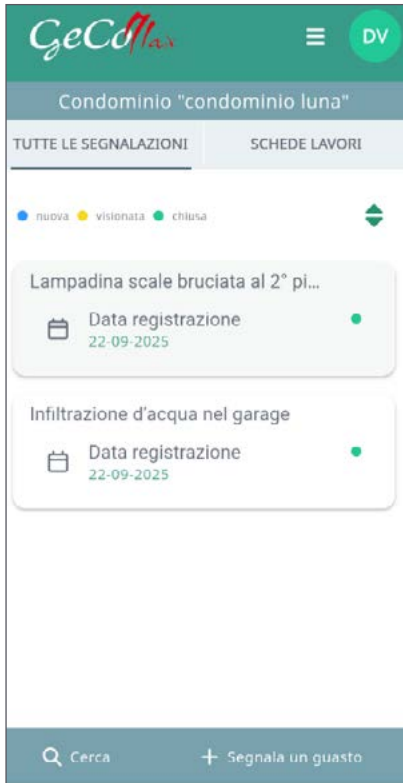 GeCoMax
DV
Condominio "condominio luna"
TUTTE LE SEGNALAZIONI
SCHEDE LAVORI
nuova visionata chiusa
Lampadina scale bruciata al 2° pi...
Data registrazione
22-09-2025
Infiltrazione d'acqua nel garage
Data registrazione
22-09-2025
Cerca
+ Segnala un guasto